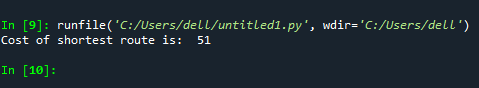 In [9]: runfile('C:/Users/dell/untitled1.py', wdir='C:/Users/dell')
Cost of shortest route is:  51
In [10]: